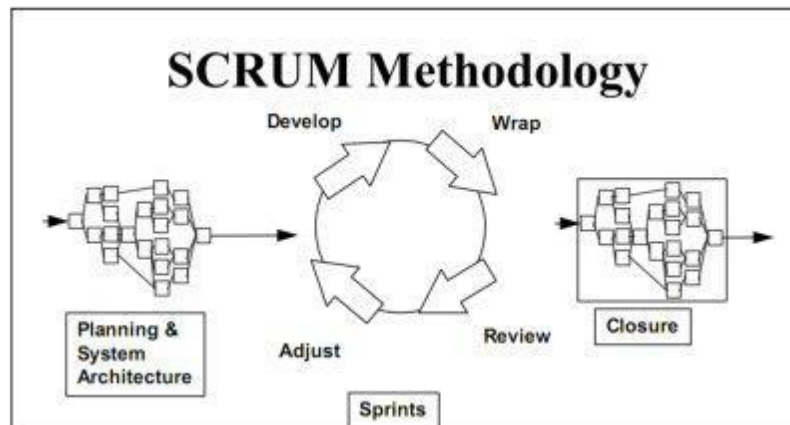 SCRUM Methodology
Develop
Wrap
Planning &
System
Architecture
Adjust
Review
Closure
Sprints